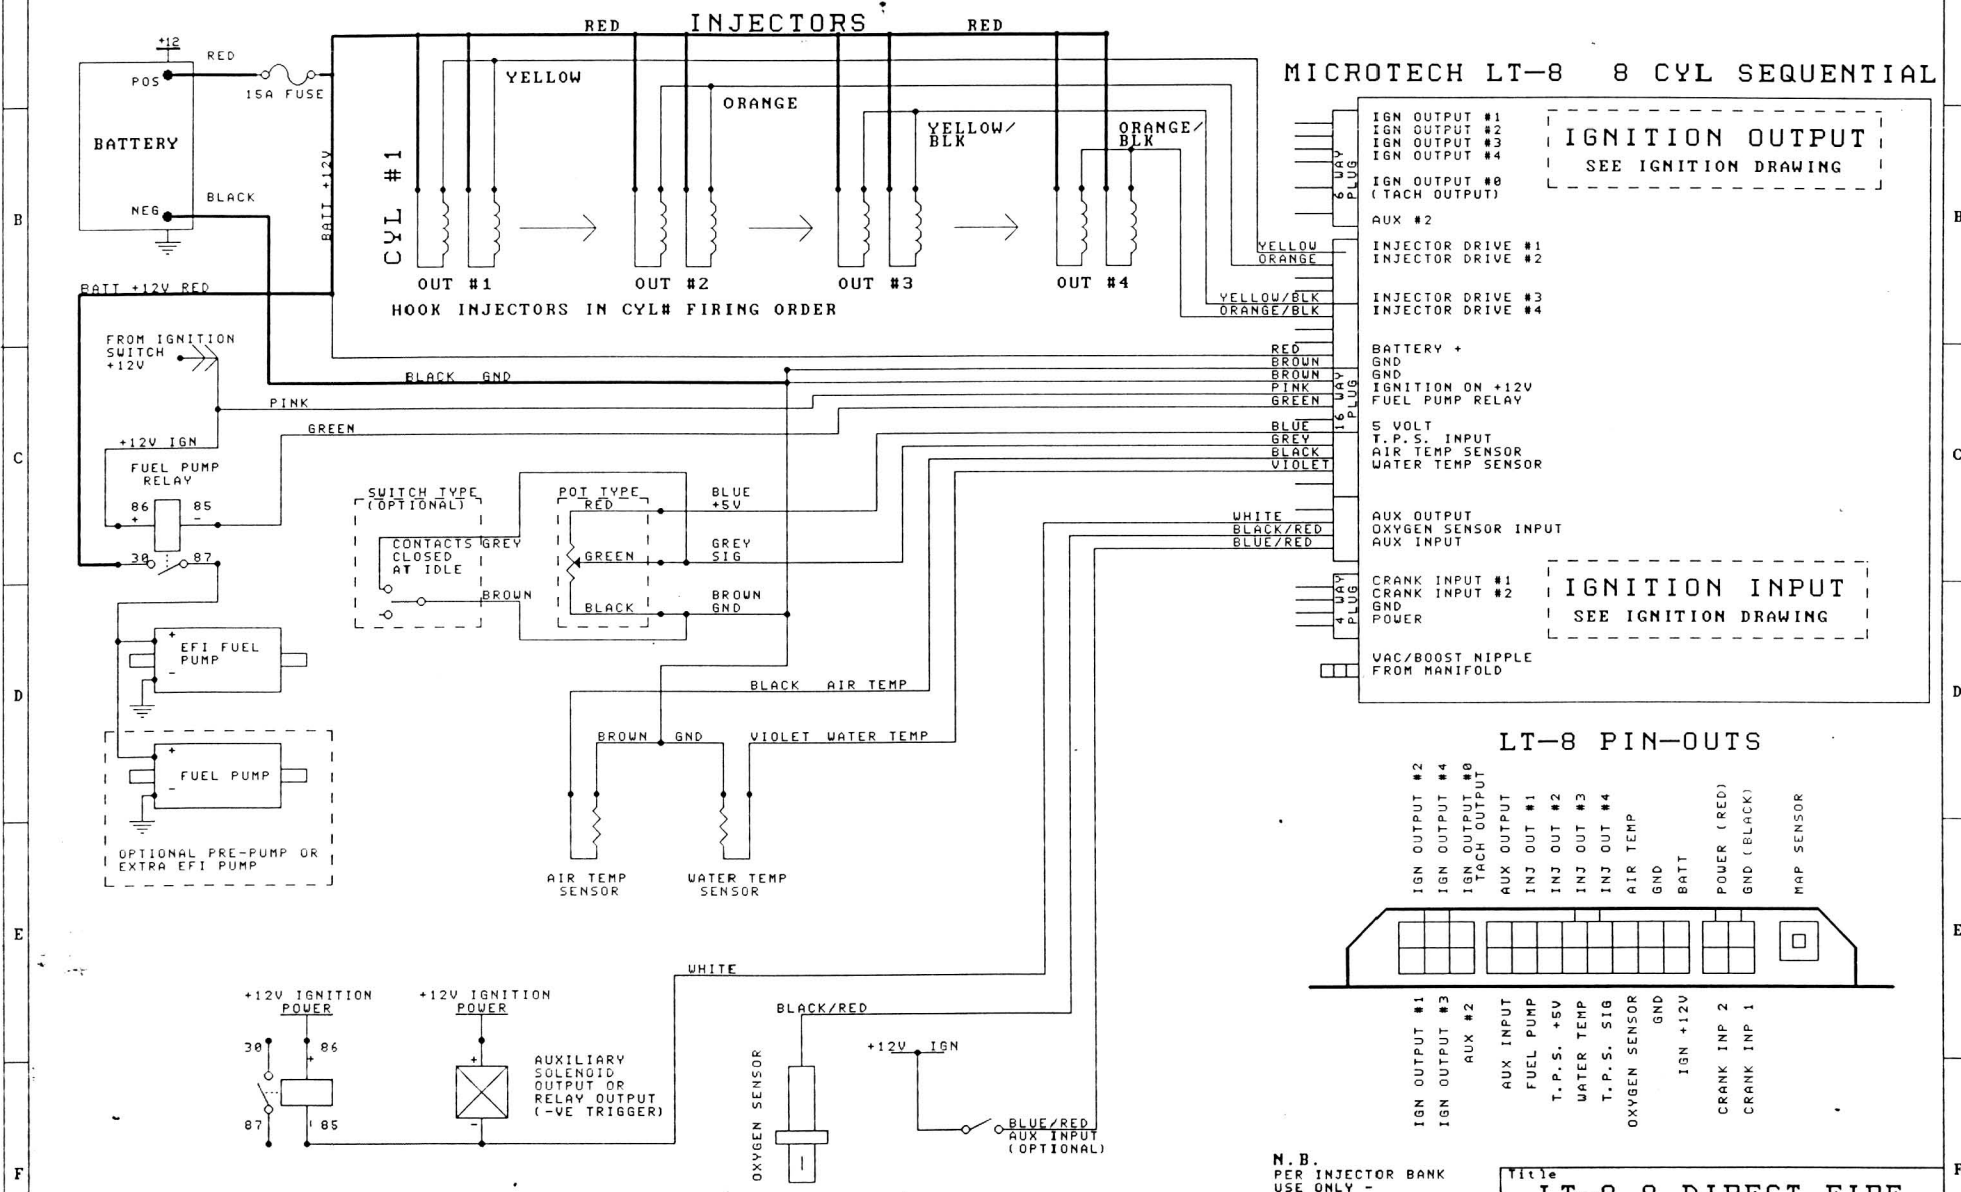 INJECTORS
RED
RED
+12
RED
POS
15A FUSE
BATTERY
BLACK
NEG
BATT +12V
CYL #1
YELLOW
ORANGE
YELLOW/
BLK
ORANGE/
BLK
OUT #1
OUT #2
OUT #3
OUT #4
HOOK INJECTORS IN CYL# FIRING ORDER
BATT +12V RED
FROM IGNITION
SWITCH
+12V
BLACK GND
PINK
GREEN
+12V IGN
FUEL PUMP
RELAY
86
85
+
-
30
87
SWITCH TYPE
(OPTIONAL)
CONTACTS
CLOSED
AT IDLE
GREY
BROWN
POT TYPE
RED
GREEN
BLACK
BLUE
+5V
GREY
SIG
BROWN
GND
+
EFI FUEL
PUMP
-
+
FUEL PUMP
-
OPTIONAL PRE-PUMP OR
EXTRA EFI PUMP
BLACK AIR TEMP
BROWN GND
VIOLET WATER TEMP
AIR TEMP
SENSOR
WATER TEMP
SENSOR
WHITE
BLACK/RED
+12V IGNITION
POWER
+12V IGNITION
POWER
30
86
+
87
85
+
-
AUXILIARY
SOLENOID
OUTPUT OR
RELAY OUTPUT
(-VE TRIGGER)
OXYGEN SENSOR
+12V IGN
BLUE/RED
AUX INPUT
(OPTIONAL)
MICROTECH LT-8 8 CYL SEQUENTIAL
6 WAY
PLUG
IGN OUTPUT #1
IGN OUTPUT #2
IGN OUTPUT #3
IGN OUTPUT #4
IGN OUTPUT #0
(TACH OUTPUT)
AUX #2
IGNITION OUTPUT
SEE IGNITION DRAWING
YELLOW INJECTOR DRIVE #1
ORANGE INJECTOR DRIVE #2
YELLOW/BLK INJECTOR DRIVE #3
ORANGE/BLK INJECTOR DRIVE #4
16 WAY
PLUG
RED BATTERY +
BROWN GND
BROWN GND
PINK IGNITION ON +12V
GREEN FUEL PUMP RELAY
BLUE 5 VOLT
GREY T.P.S. INPUT
BLACK AIR TEMP SENSOR
VIOLET WATER TEMP SENSOR
WHITE AUX OUTPUT
BLACK/RED OXYGEN SENSOR INPUT
BLUE/RED AUX INPUT
4 WAY
PLUG
CRANK INPUT #1
CRANK INPUT #2
GND
POWER
IGNITION INPUT
SEE IGNITION DRAWING
VAC/BOOST NIPPLE
FROM MANIFOLD
LT-8 PIN-OUTS
IGN OUTPUT #2
IGN OUTPUT #4
IGN OUTPUT #0
TACH OUTPUT
AUX OUTPUT
INJ OUT #1
INJ OUT #2
INJ OUT #3
INJ OUT #4
AIR TEMP
GND
BATT
POWER (RED)
GND (BLACK)
MAP SENSOR
IGN OUTPUT #1
IGN OUTPUT #3
AUX #2
AUX INPUT
FUEL PUMP
T.P.S. +5V
WATER TEMP
T.P.S. SIG
OXYGEN SENSOR
GND
IGN +12V
CRANK INP 2
CRANK INP 1
N.B.
PER INJECTOR BANK
USE ONLY -
Title
LT-8 8 DIRECT FIRE
B
C
D
E
F
B
C
D
E
F